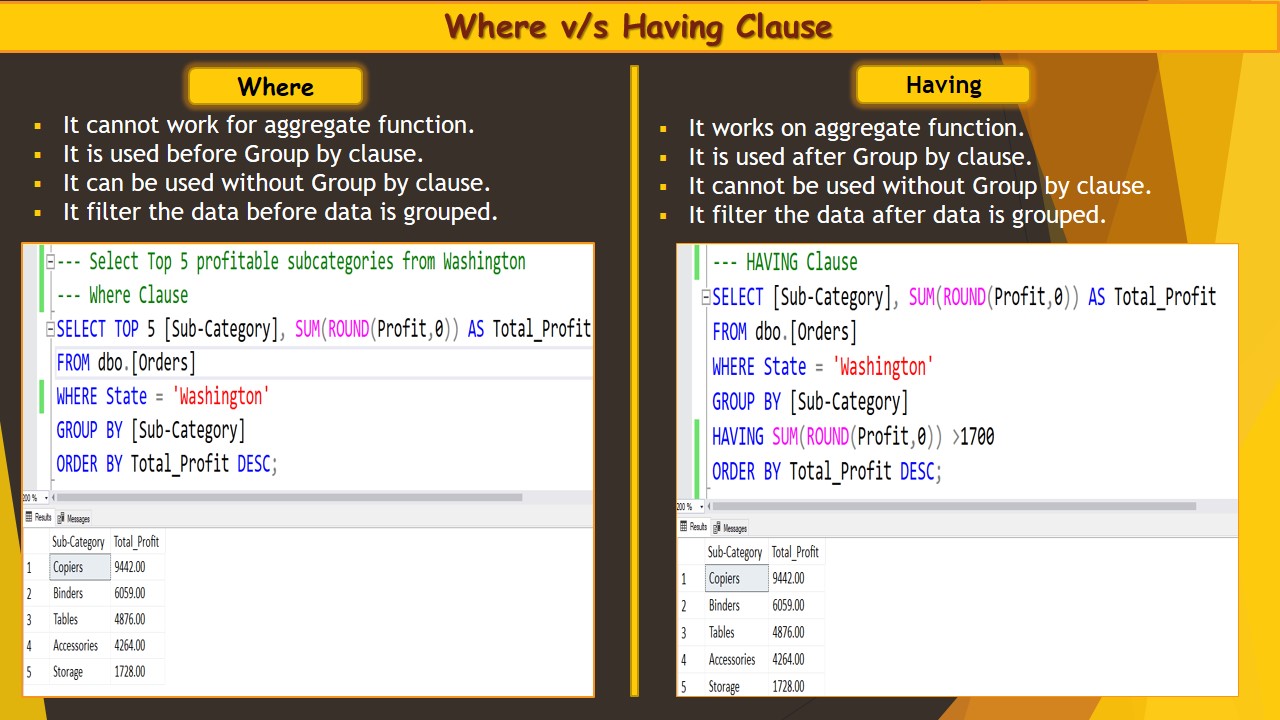 Where v/s Having Clause
Where
It cannot work for aggregate function.
It is used before Group by clause.
It can be used without Group by clause.
It filter the data before data is grouped.
--- Select Top 5 profitable subcategories from Washington
--- Where Clause
SELECT TOP 5 [Sub-Category], SUM(ROUND(Profit,0)) AS Total_Profit
FROM dbo.[Orders]
WHERE State = 'Washington'
GROUP BY [Sub-Category]
ORDER BY Total_Profit DESC;
200 %
Results Messages
Sub-Category Total_Profit
1 Copiers 9442.00
2 Binders 6059.00
3 Tables 4876.00
4 Accessories 4264.00
5 Storage 1728.00
Having
It works on aggregate function.
It is used after Group by clause.
It cannot be used without Group by clause.
It filter the data after data is grouped.
--- HAVING Clause
SELECT [Sub-Category], SUM(ROUND(Profit,0)) AS Total_Profit
FROM dbo.[Orders]
WHERE State = 'Washington'
GROUP BY [Sub-Category]
HAVING SUM(ROUND(Profit,0)) >1700
ORDER BY Total_Profit DESC;
200 %
Results Messages
Sub-Category Total_Profit
1 Copiers 9442.00
2 Binders 6059.00
3 Tables 4876.00
4 Accessories 4264.00
5 Storage 1728.00